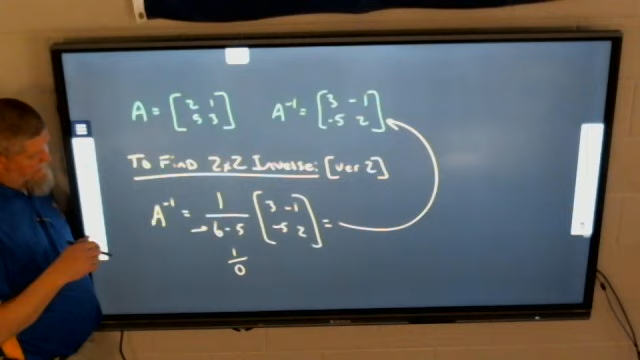 A = [2 1 5 3] A⁻¹ = [3 -1 -5 2]
To Find 2x2 Inverse: [ver 2]
A⁻¹ = 1/6-5 [3 -1 -5 2] =
1/0